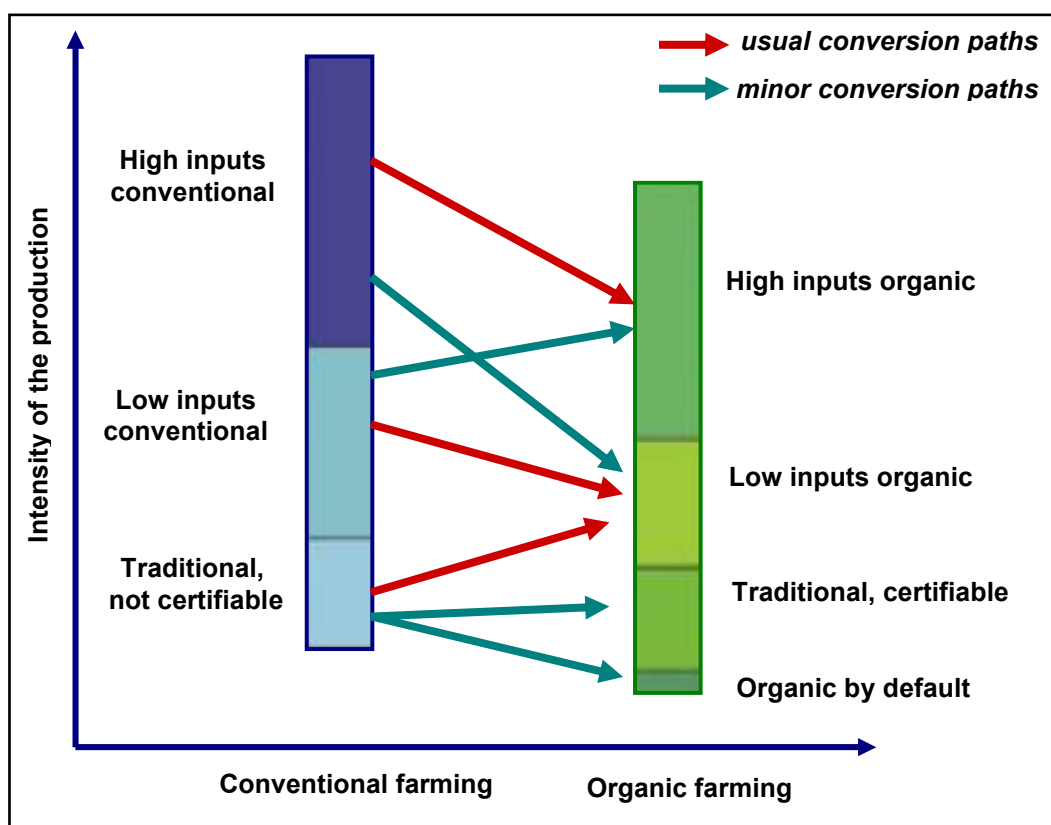 usual conversion paths
minor conversion paths
High inputs
conventional
Low inputs
conventional
Traditional,
not certifiable
High inputs organic
Low inputs organic
Traditional, certifiable
Organic by default
Intensity of the production
Conventional farming
Organic farming